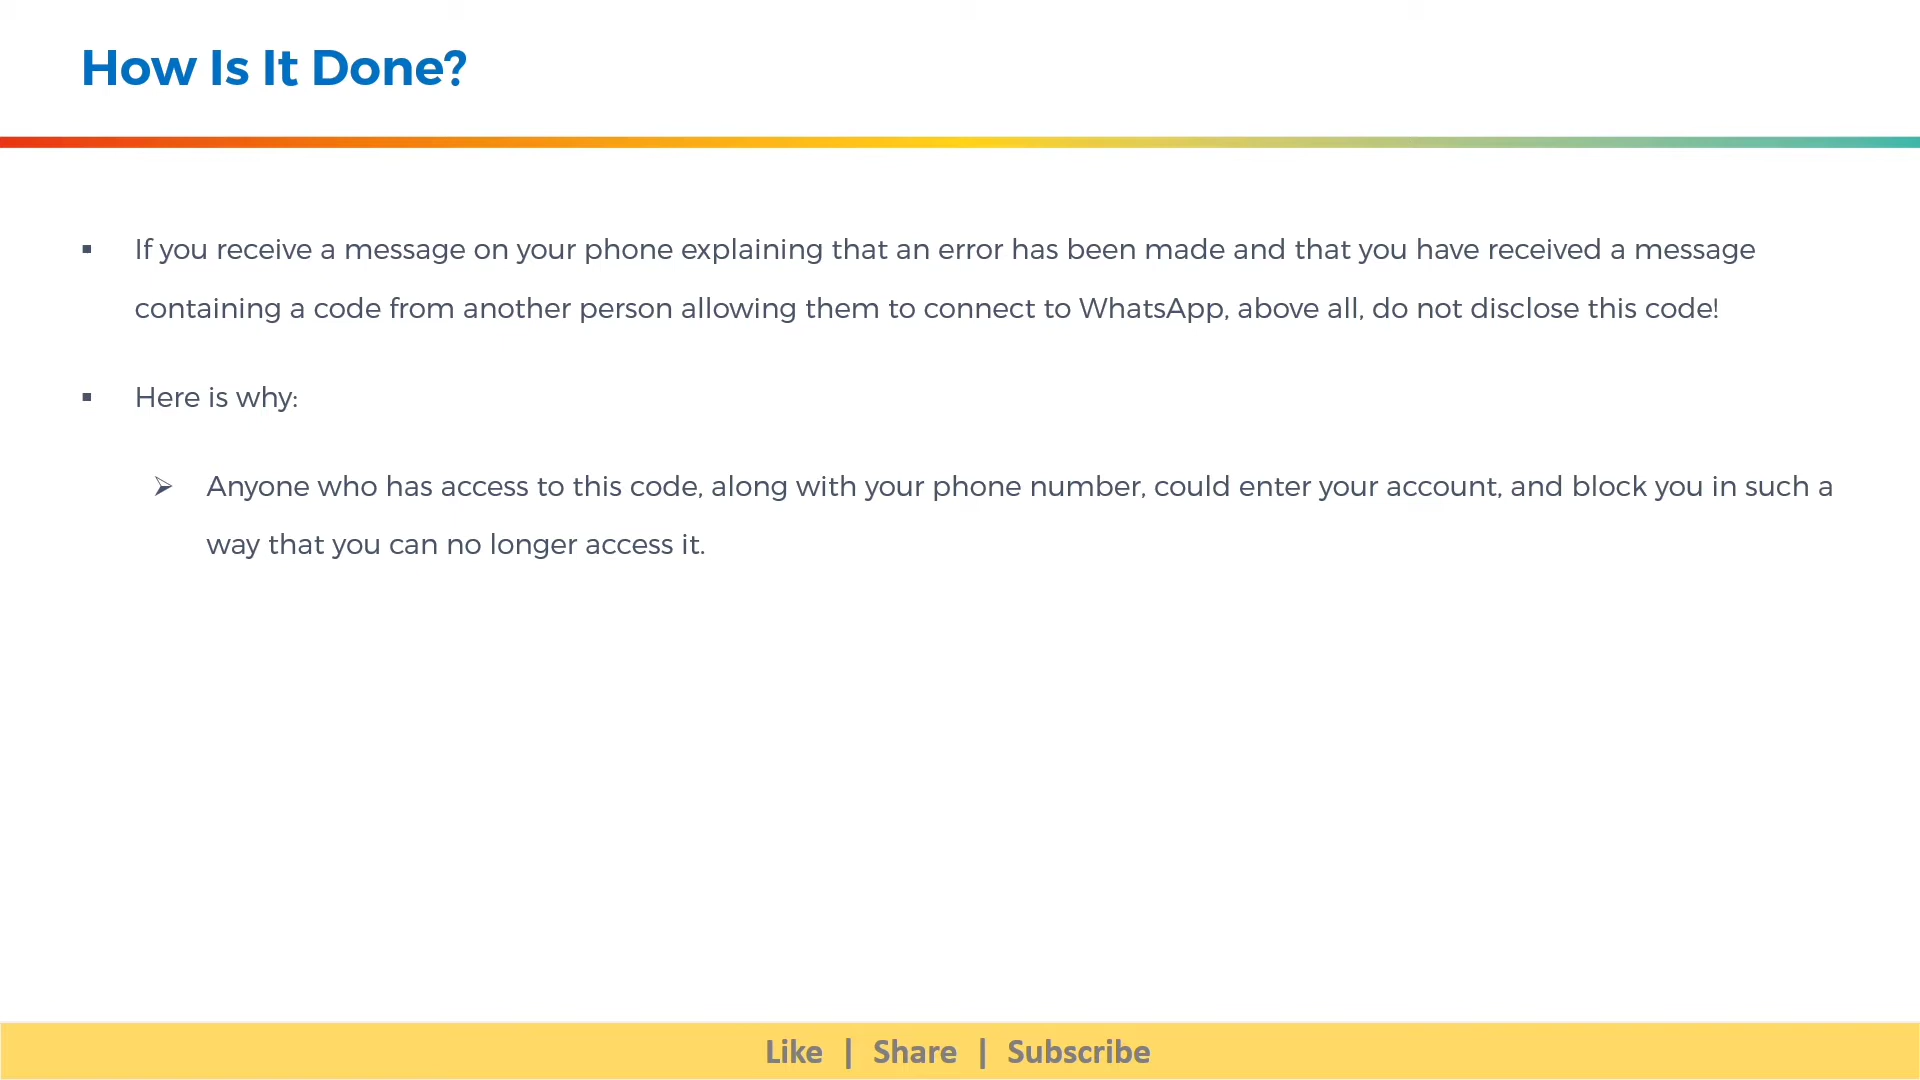 How Is It Done?
▪ If you receive a message on your phone explaining that an error has been made and that you have received a message
containing a code from another person allowing them to connect to WhatsApp, above all, do not disclose this code!
▪ Here is why:
➢ Anyone who has access to this code, along with your phone number, could enter your account, and block you in such a
way that you can no longer access it.
Like | Share | Subscribe